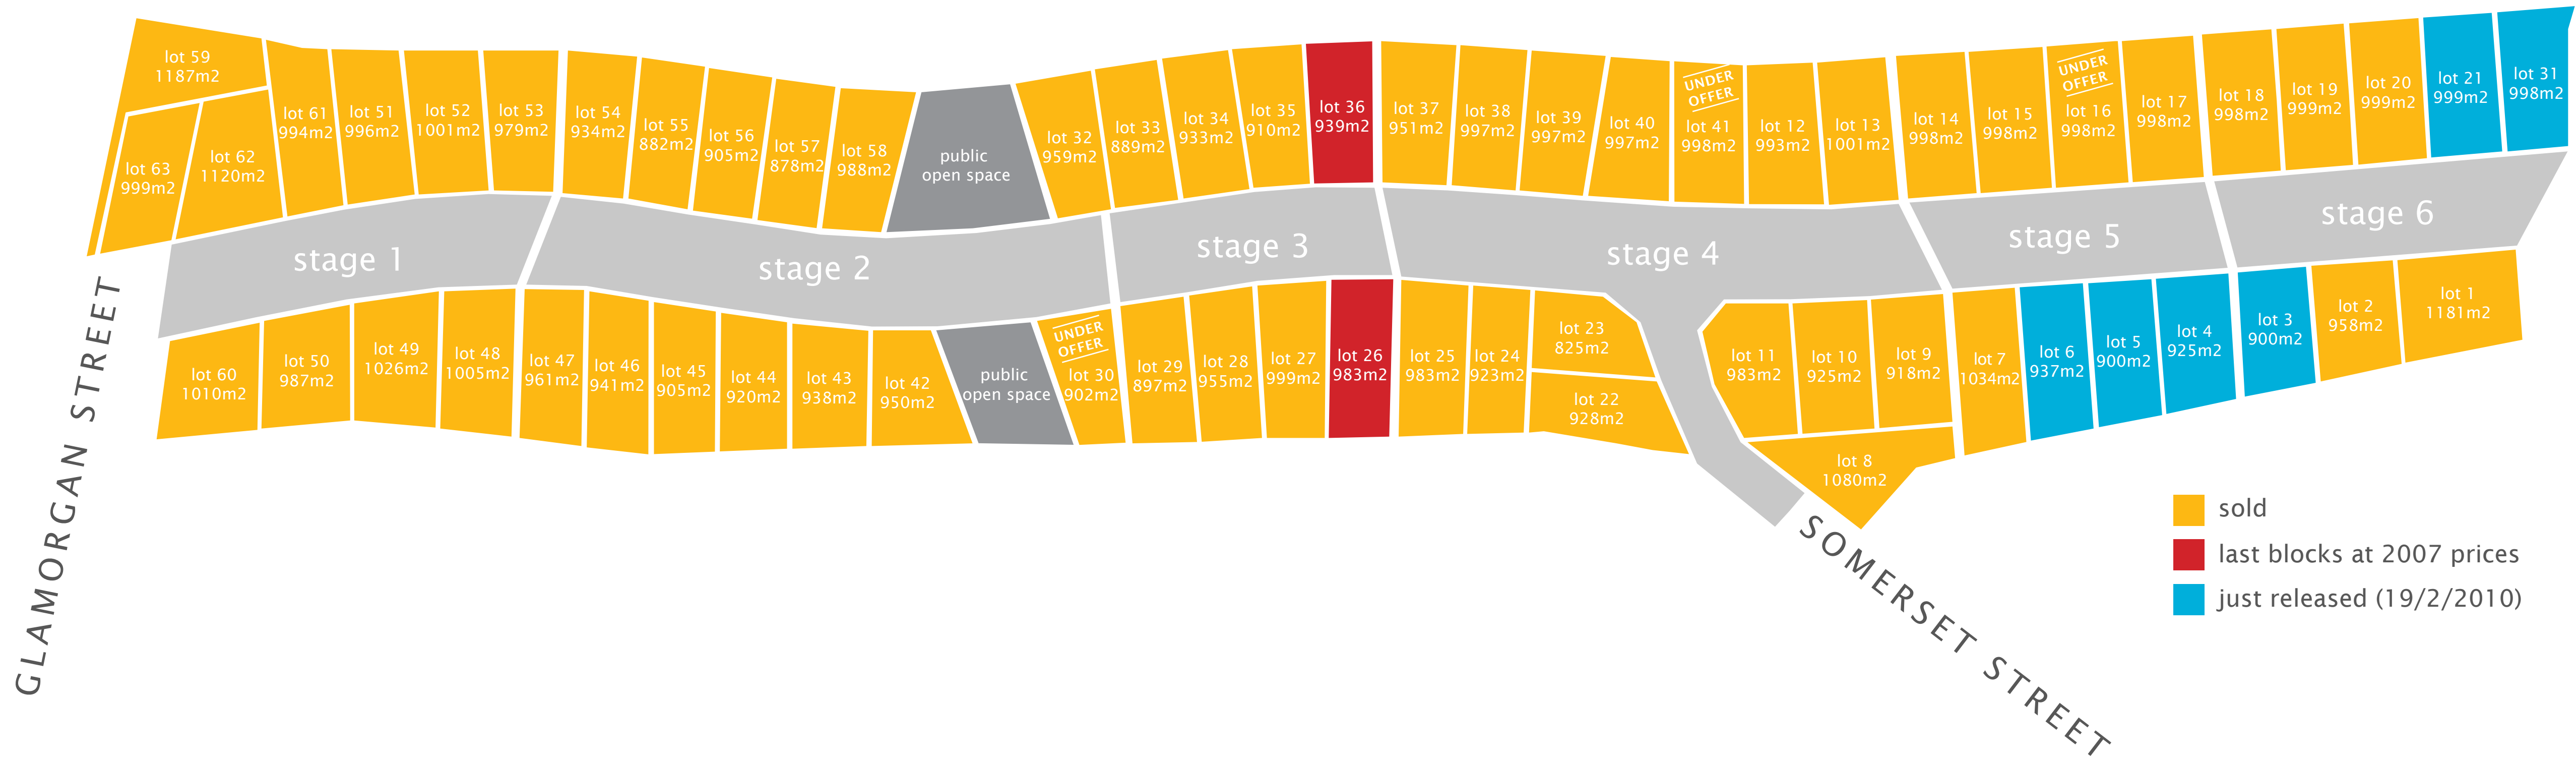 lot 59
1187m2
lot 63
999m2
lot 62
1120m2
lot 61
994m2
lot 51
996m2
lot 52
1001m2
lot 53
979m2
lot 54
934m2
lot 55
882m2
lot 56
905m2
lot 57
878m2
lot 58
988m2
public
open space
lot 32
959m2
lot 33
889m2
lot 34
933m2
lot 35
910m2
lot 36
939m2
lot 37
951m2
lot 38
997m2
lot 39
997m2
lot 40
997m2
UNDER
OFFER
lot 41
998m2
lot 12
993m2
lot 13
1001m2
lot 14
998m2
lot 15
998m2
UNDER
OFFER
lot 16
998m2
lot 17
998m2
lot 18
998m2
lot 19
999m2
lot 20
999m2
lot 21
999m2
lot 31
998m2
stage 1
stage 2
stage 3
stage 4
stage 5
stage 6
lot 60
1010m2
lot 50
987m2
lot 49
1026m2
lot 48
1005m2
lot 47
961m2
lot 46
941m2
lot 45
905m2
lot 44
920m2
lot 43
938m2
lot 42
950m2
public
open space
UNDER
OFFER
lot 30
902m2
lot 29
897m2
lot 28
955m2
lot 27
999m2
lot 26
983m2
lot 25
983m2
lot 24
923m2
lot 23
825m2
lot 22
928m2
lot 11
983m2
lot 10
925m2
lot 9
918m2
lot 8
1080m2
lot 7
1034m2
lot 6
937m2
lot 5
900m2
lot 4
925m2
lot 3
900m2
lot 2
958m2
lot 1
1181m2
GLAMORGAN STREET
SOMERSET STREET
sold
last blocks at 2007 prices
just released (19/2/2010)